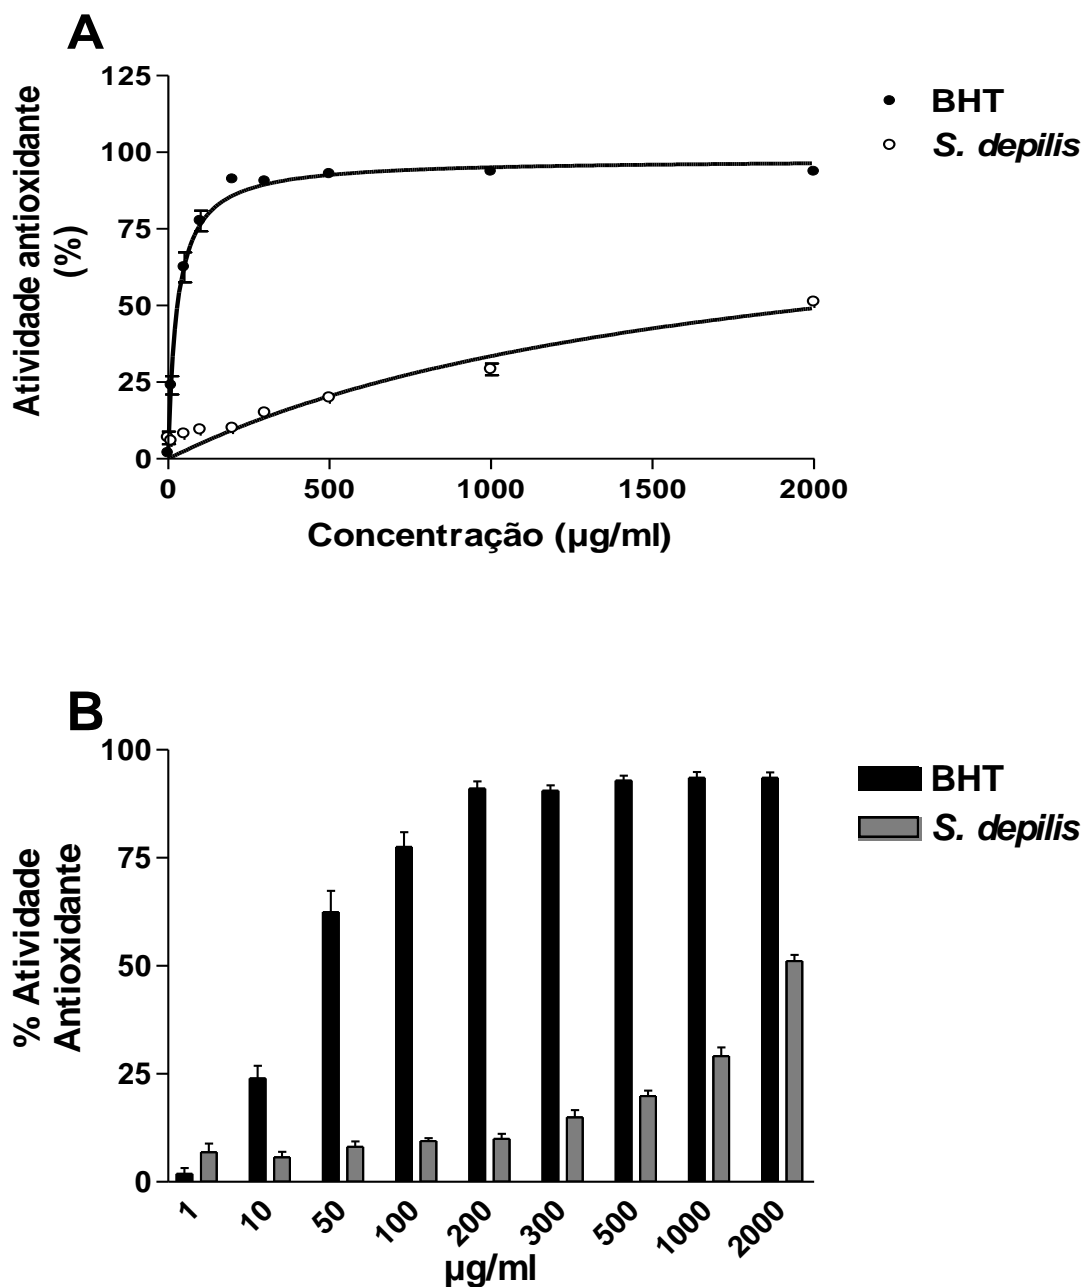 A
125
100
75
50
25
0
Atividade antioxidante
(%)
0 500 1000 1500 2000
Concentração (µg/ml)
BHT
S. depilis
B
100
75
50
25
0
% Atividade
Antioxidante
1 10 50 100 200 300 500 1000 2000
µg/ml
BHT
S. depilis